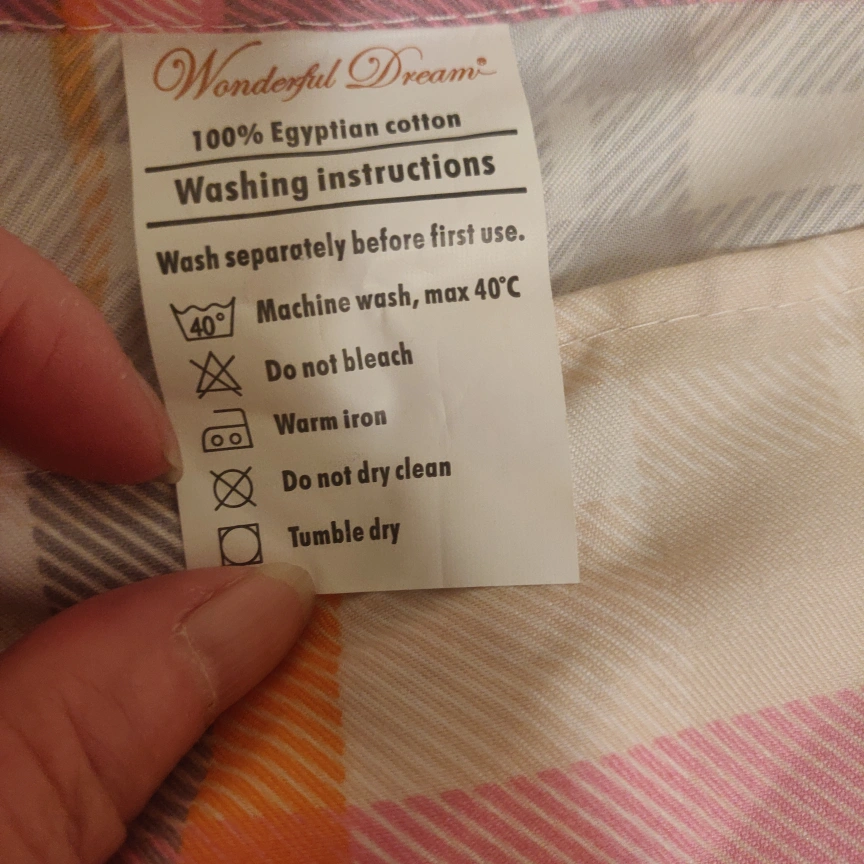 Wonderful Dream
100% Egyptian cotton
Washing instructions
Wash separately before first use.
40° Machine wash, max 40°C
Do not bleach
Warm iron
Do not dry clean
Tumble dry